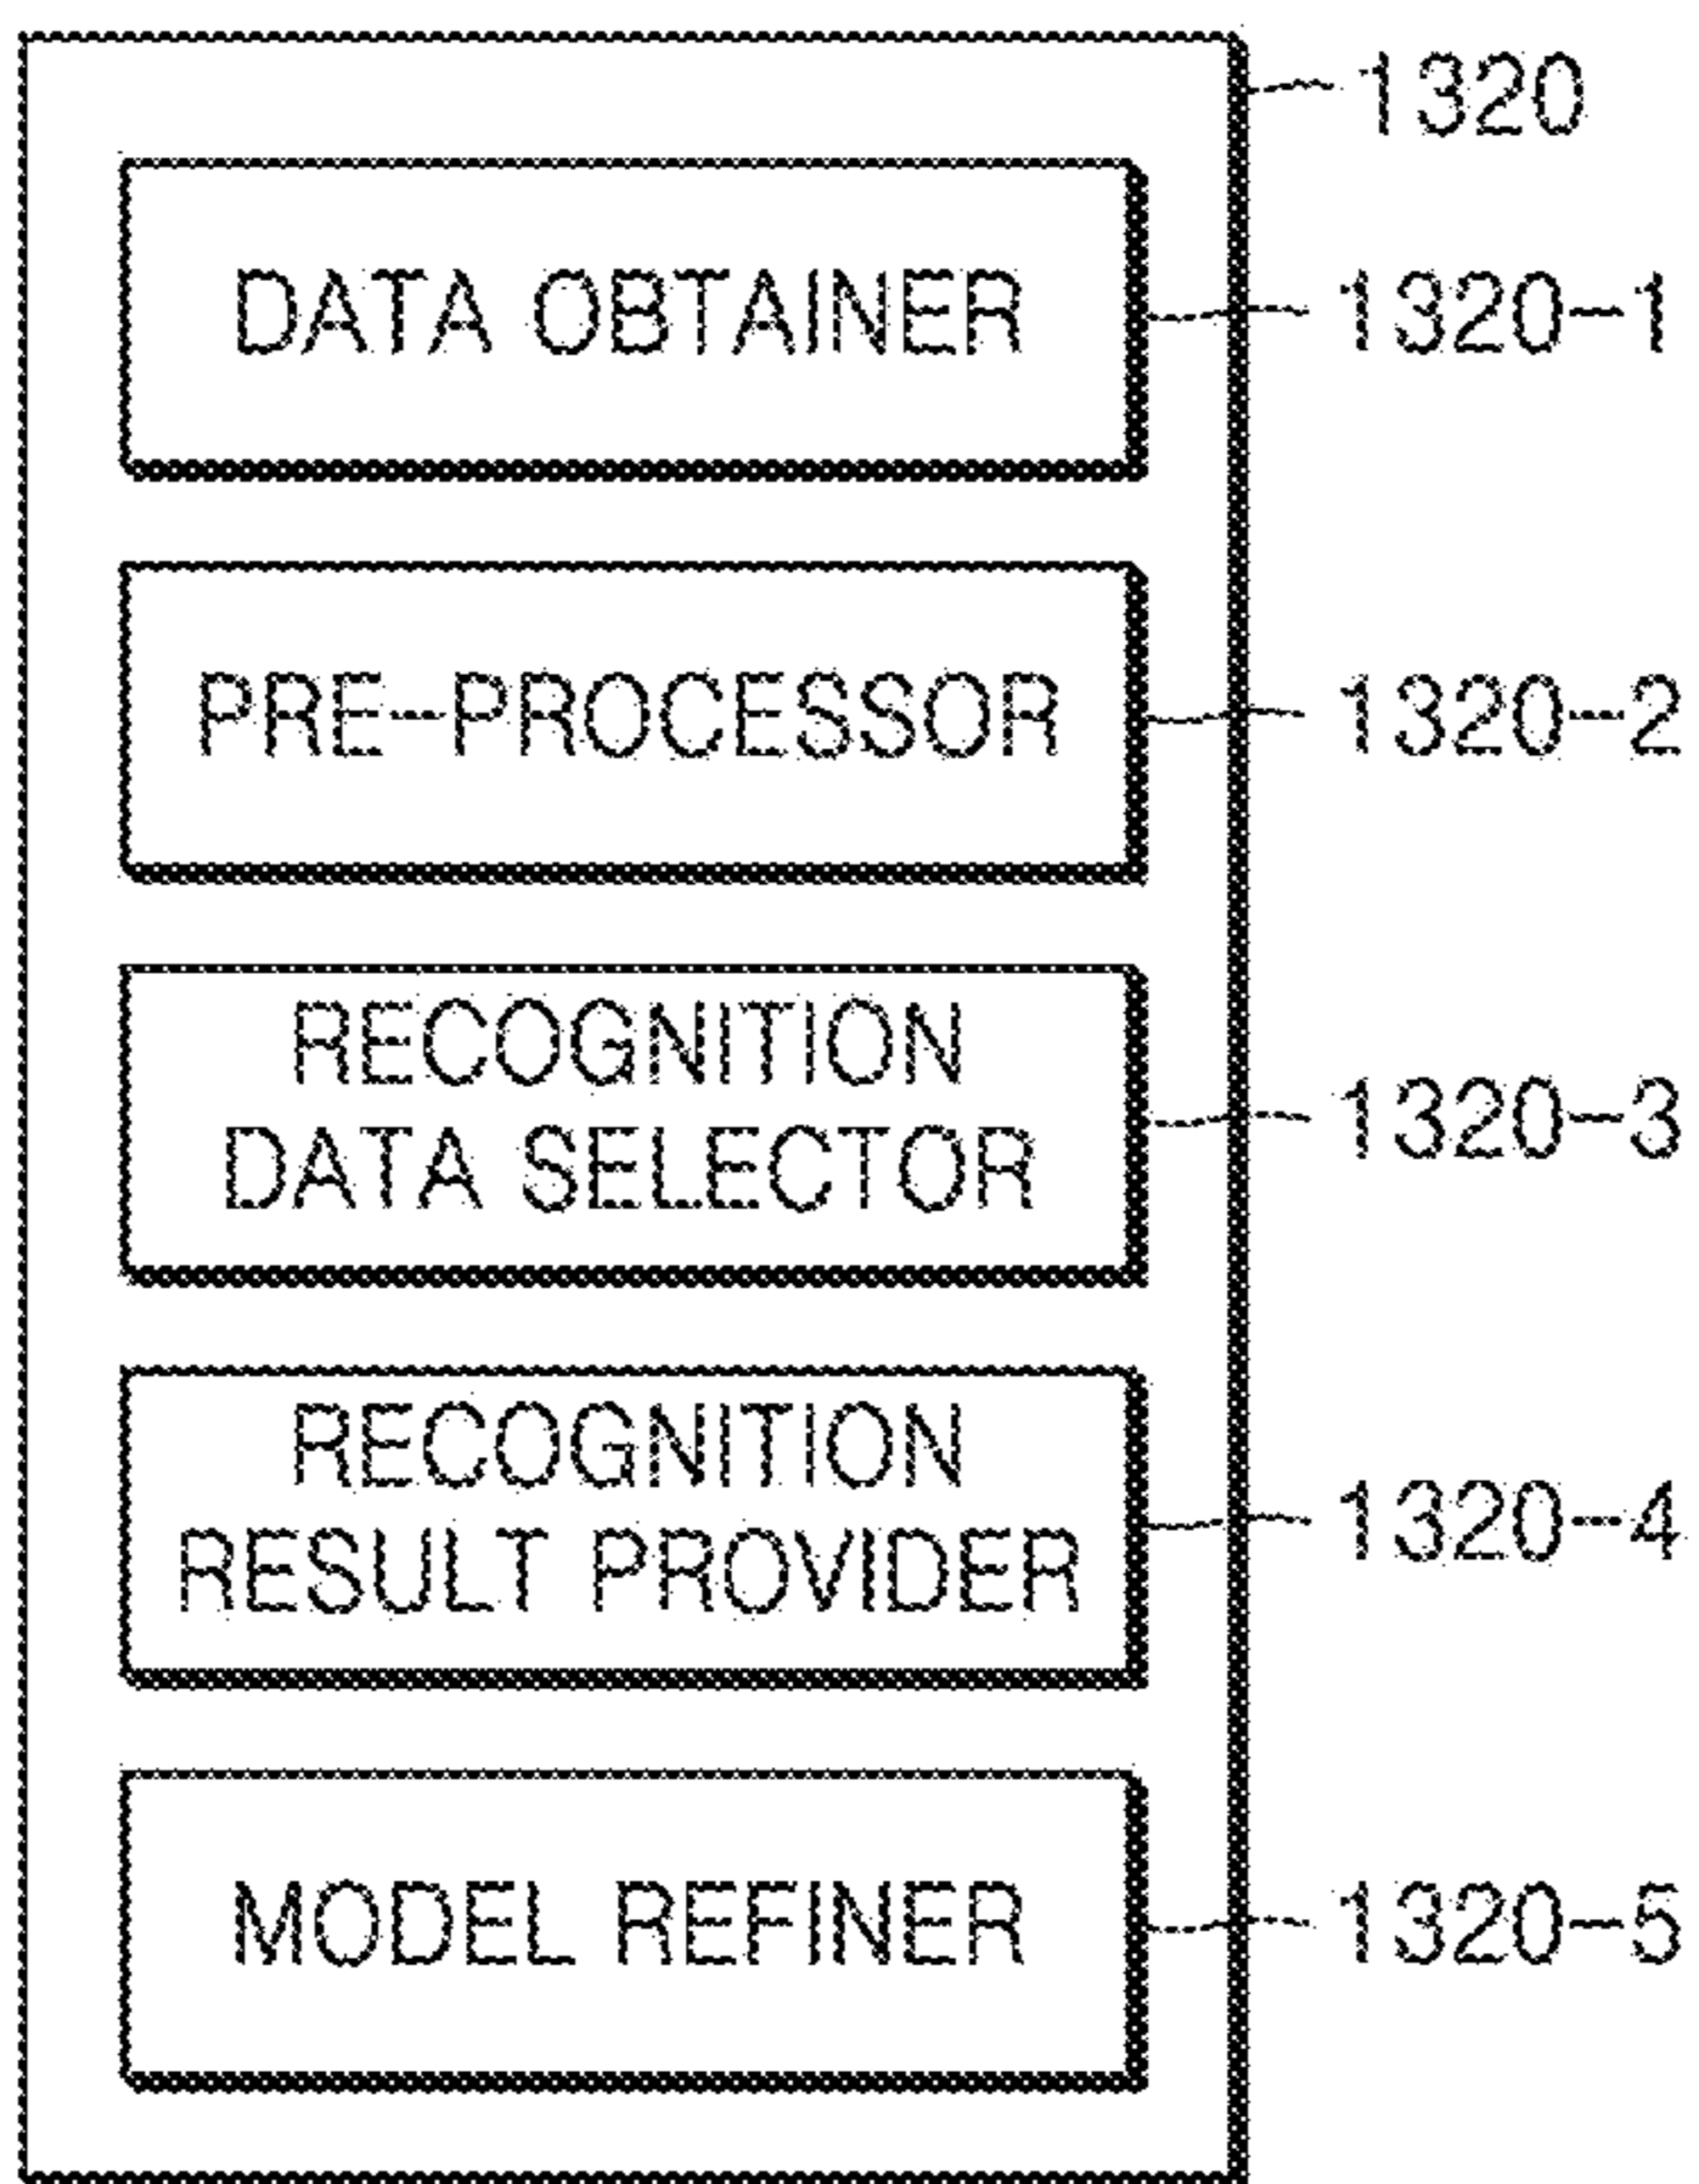 1320
DATA OBTAINER
1320-1
PRE-PROCESSOR
1320-2
RECOGNITION
DATA SELECTOR
1320-3
RECOGNITION
RESULT PROVIDER
1320-4
MODEL REFINER
1320-5